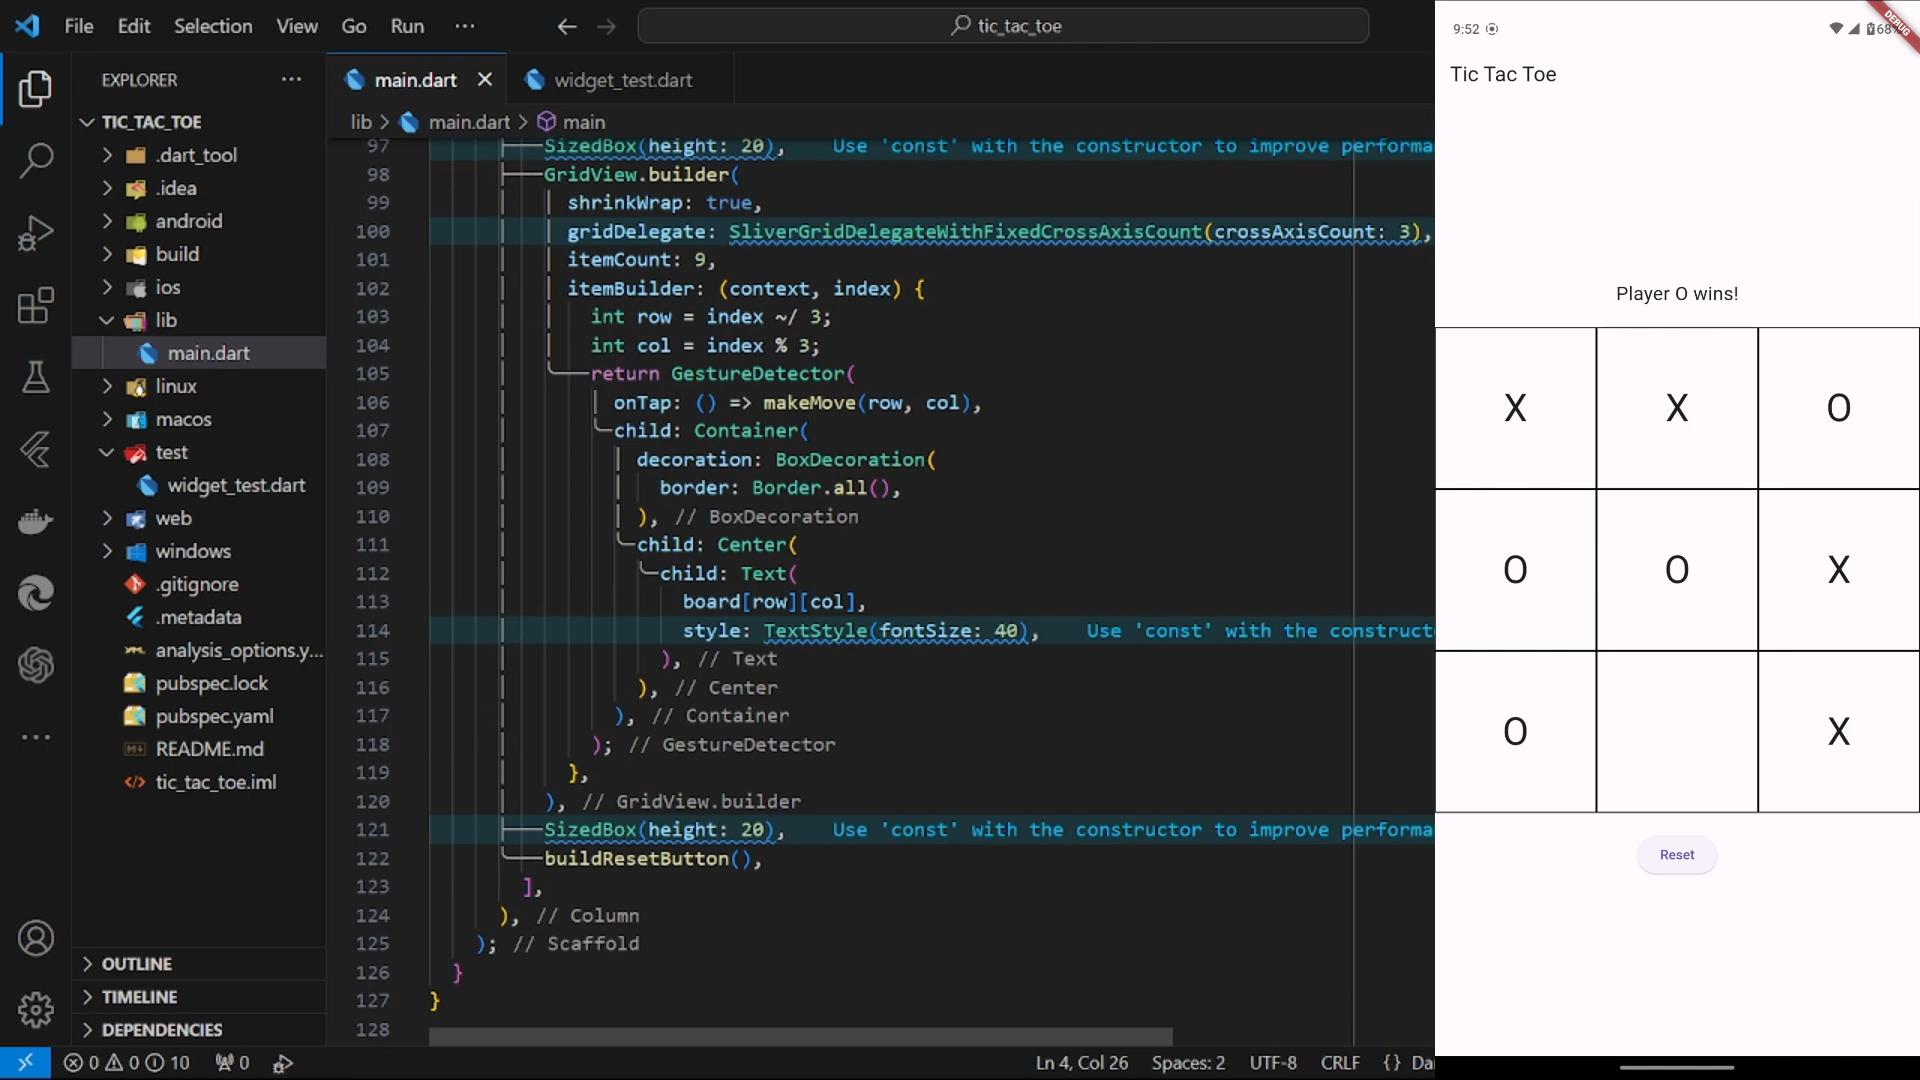 File Edit Selection View Go Run ··· tic_tac_toe
EXPLORER ···
TIC_TAC_TOE
.dart_tool
.idea
android
build
ios
lib
main.dart
linux
macos
test
widget_test.dart
web
windows
.gitignore
.metadata
analysis_options.y...
pubspec.lock
pubspec.yaml
README.md
tic_tac_toe.iml
OUTLINE
TIMELINE
DEPENDENCIES
main.dart widget_test.dart
lib > main.dart > main
97 SizedBox(height: 20), Use 'const' with the constructor to improve performa
98 GridView.builder(
99 shrinkWrap: true,
100 gridDelegate: SliverGridDelegateWithFixedCrossAxisCount(crossAxisCount: 3),
101 itemCount: 9,
102 itemBuilder: (context, index) {
103 int row = index ~/ 3;
104 int col = index % 3;
105 return GestureDetector(
106 onTap: () => makeMove(row, col),
107 child: Container(
108 decoration: BoxDecoration(
109 border: Border.all(),
110 ), // BoxDecoration
111 child: Center(
112 child: Text(
113 board[row][col],
114 style: TextStyle(fontSize: 40), Use 'const' with the construct
115 ), // Text
116 ), // Center
117 ), // Container
118 ); // GestureDetector
119 },
120 ), // GridView.builder
121 SizedBox(height: 20), Use 'const' with the constructor to improve performa
122 buildResetButton(),
123 ],
124 ), // Column
125 ); // Scaffold
126 }
127 }
128
0 0 10 0 Ln 4, Col 26 Spaces: 2 UTF-8 CRLF {} Da
9:52 68%
DEBUG
Tic Tac Toe
Player O wins!
X X O
O O X
O X
Reset